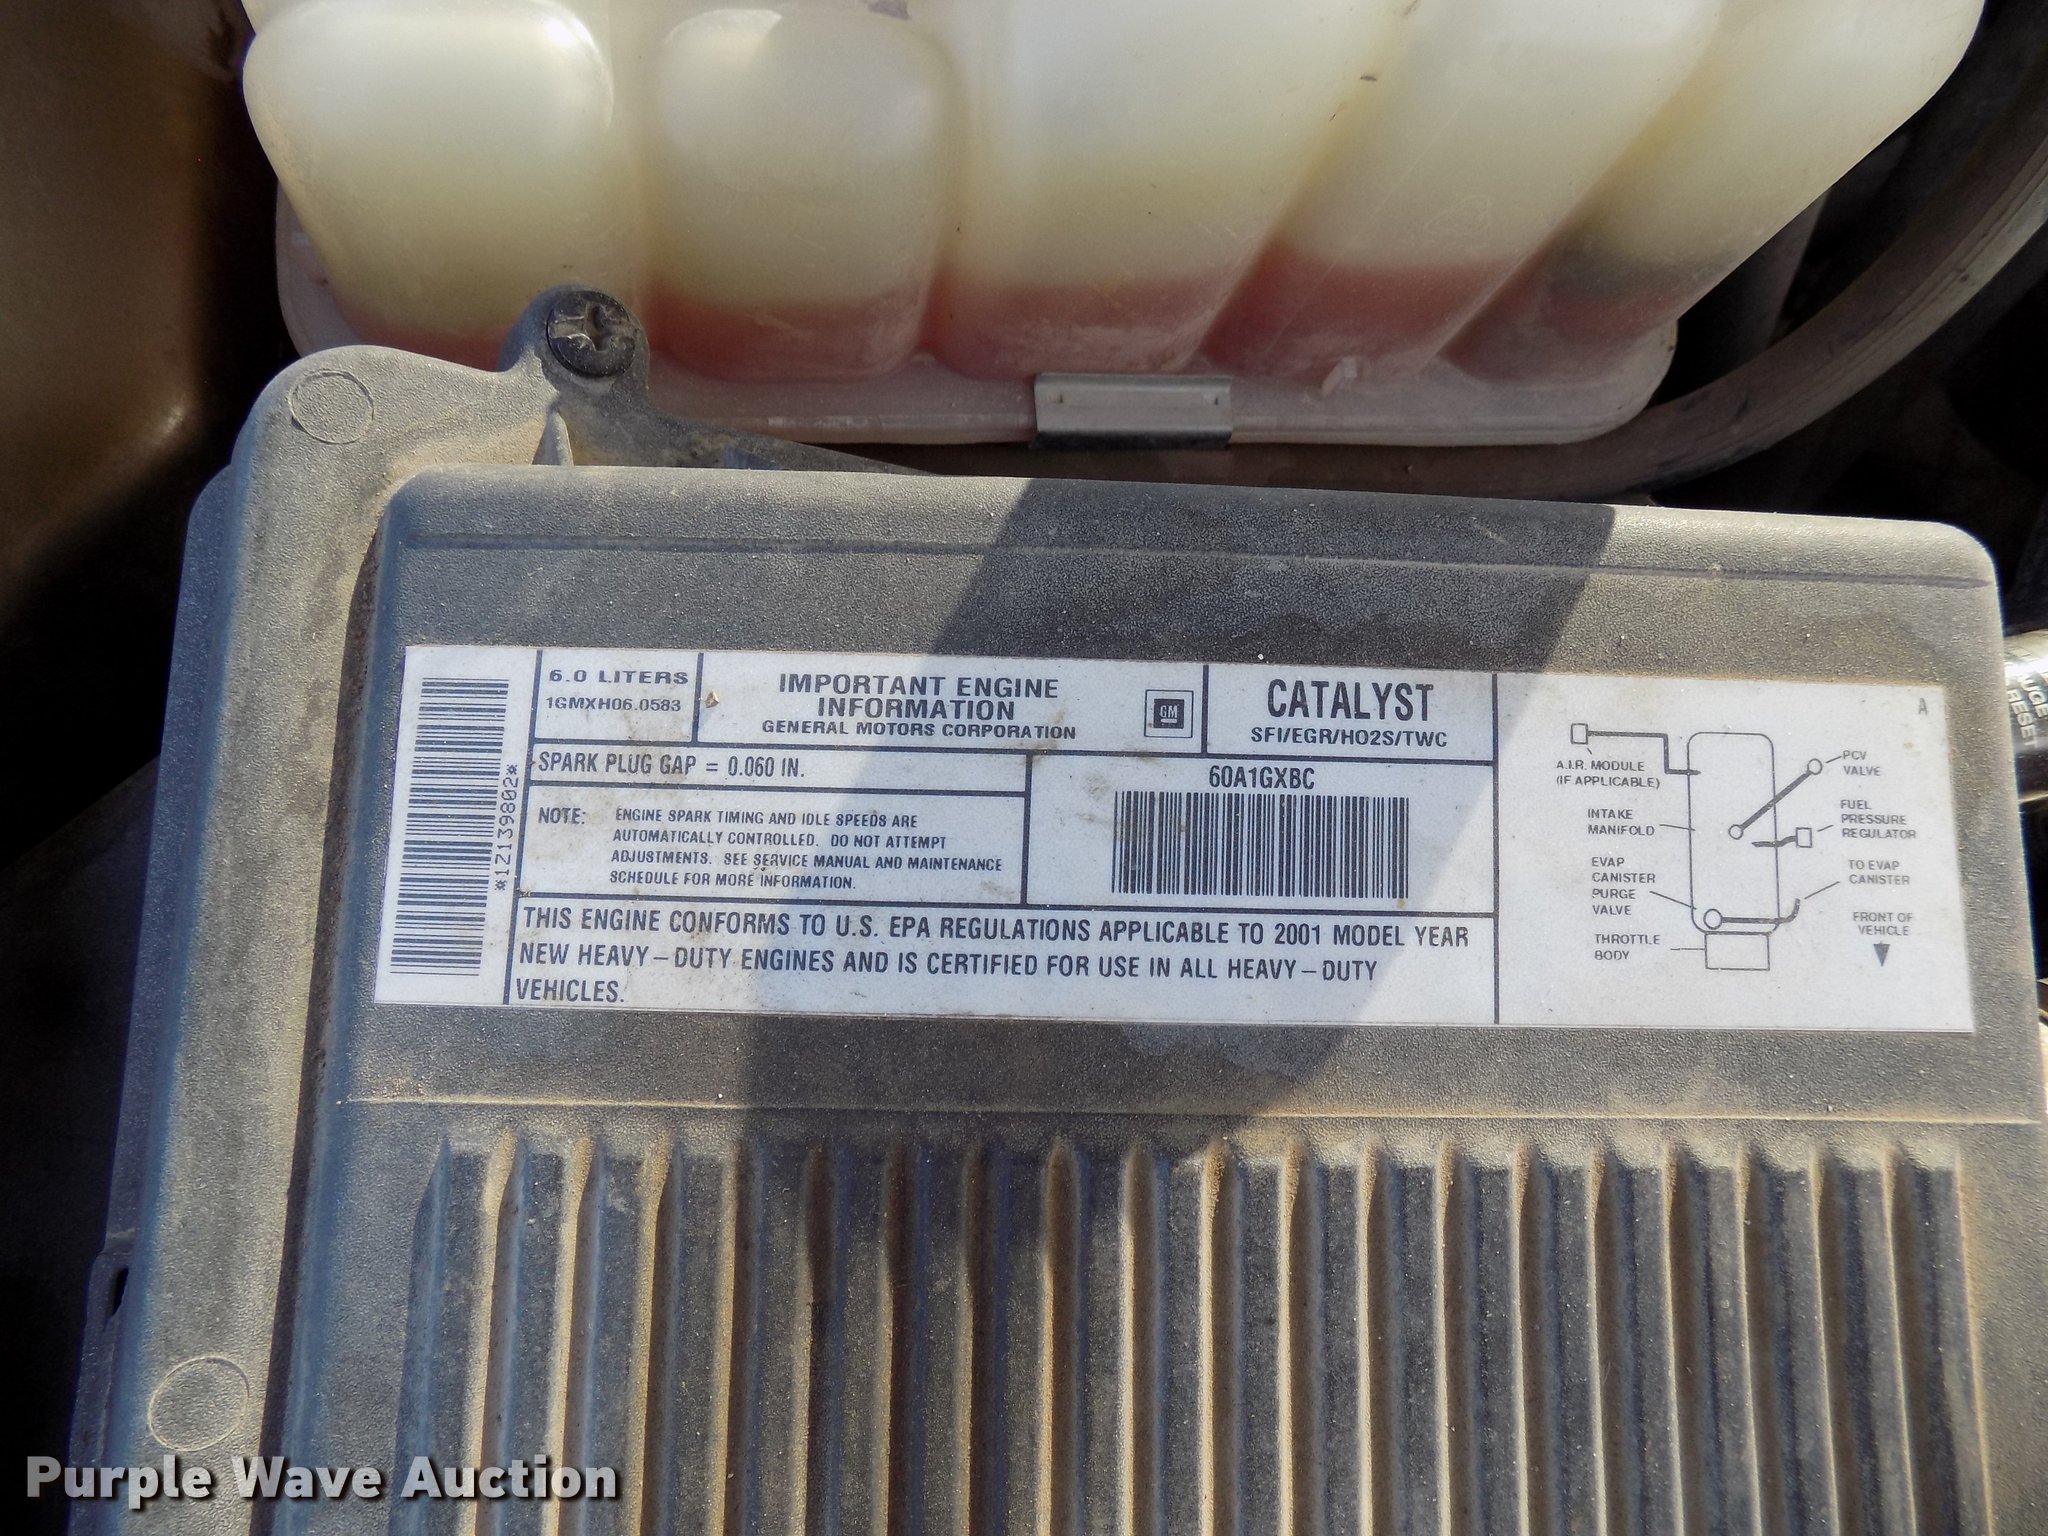 6.0 LITERS
1GMXH06.0583
IMPORTANT ENGINE
INFORMATION
GENERAL MOTORS CORPORATION
GM
CATALYST
SFI/EGR/HO2S/TWC
SPARK PLUG GAP = 0.060 IN.
NOTE: ENGINE SPARK TIMING AND IDLE SPEEDS ARE
AUTOMATICALLY CONTROLLED. DO NOT ATTEMPT
ADJUSTMENTS. SEE SERVICE MANUAL AND MAINTENANCE
SCHEDULE FOR MORE INFORMATION.
60A1GXBC
THIS ENGINE CONFORMS TO U.S. EPA REGULATIONS APPLICABLE TO 2001 MODEL YEAR
NEW HEAVY-DUTY ENGINES AND IS CERTIFIED FOR USE IN ALL HEAVY-DUTY
VEHICLES.
*12139802*
A
A.I.R. MODULE
(IF APPLICABLE)
INTAKE
MANIFOLD
EVAP
CANISTER
PURGE
VALVE
THROTTLE
BODY
PCV
VALVE
FUEL
PRESSURE
REGULATOR
TO EVAP
CANISTER
FRONT OF
VEHICLE
RESET
Purple Wave Auction